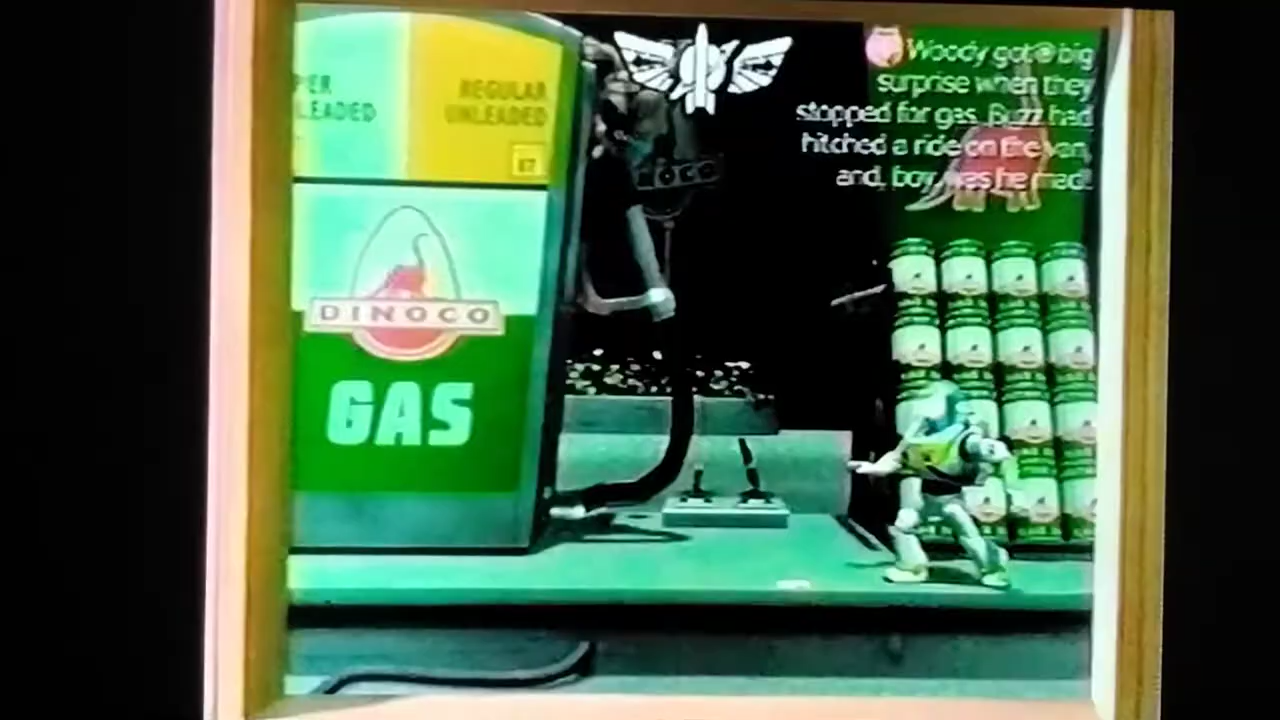 PER
LEADED
REGULAR
UNLEADED
87
DINOCO
GAS
Woody got a big
surprise when they
stopped for gas. Buzz had
hitched a ride on the van,
and, boy, was he mad!